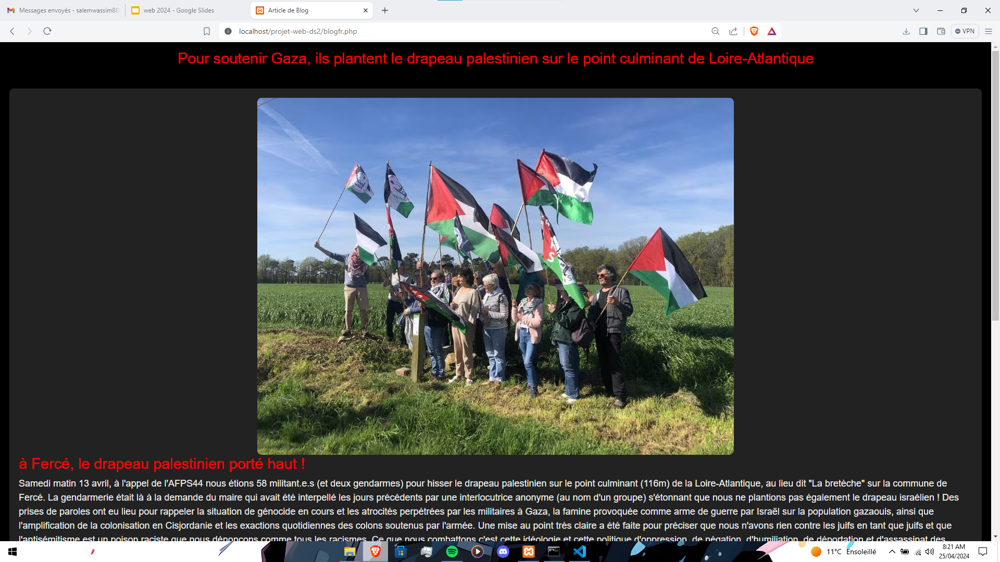 Messages envoyés - salemwassim88
web 2024 - Google Slides
Article de Blog
localhost/projet-web-ds2/blogfr.php
VPN
Pour soutenir Gaza, ils plantent le drapeau palestinien sur le point culminant de Loire-Atlantique
à Fercé, le drapeau palestinien porté haut !
Samedi matin 13 avril, à l'appel de l'AFPS44 nous étions 58 militant.e.s (et deux gendarmes) pour hisser le drapeau palestinien sur le point culminant (116m) de la Loire-Atlantique, au lieu dit "La bretèche" sur la commune de
Fercé. La gendarmerie était là à la demande du maire qui avait été interpellé les jours précédents par une interlocutrice anonyme (au nom d'un groupe) s'étonnant que nous ne plantions pas également le drapeau israélien ! Des
prises de paroles ont eu lieu pour rappeler la situation de génocide en cours et les atrocités perpétrées par les militaires à Gaza, la famine provoquée comme arme de guerre par Israël sur la population gazaouis, ainsi que
l'amplification de la colonisation en Cisjordanie et les exactions quotidiennes des colons soutenus par l'armée. Une mise au point très claire a été faite pour préciser que nous n'avons rien contre les juifs en tant que juifs et que
l'antisémitisme est un poison raciste que nous dénonçons comme tous les racismes. Ce que nous combattons c'est cette idéologie et cette politique d'oppression, de négation, d'humiliation, de déportation et d'assassinat des
11°C Ensoleillé
8:21 AM
25/04/2024